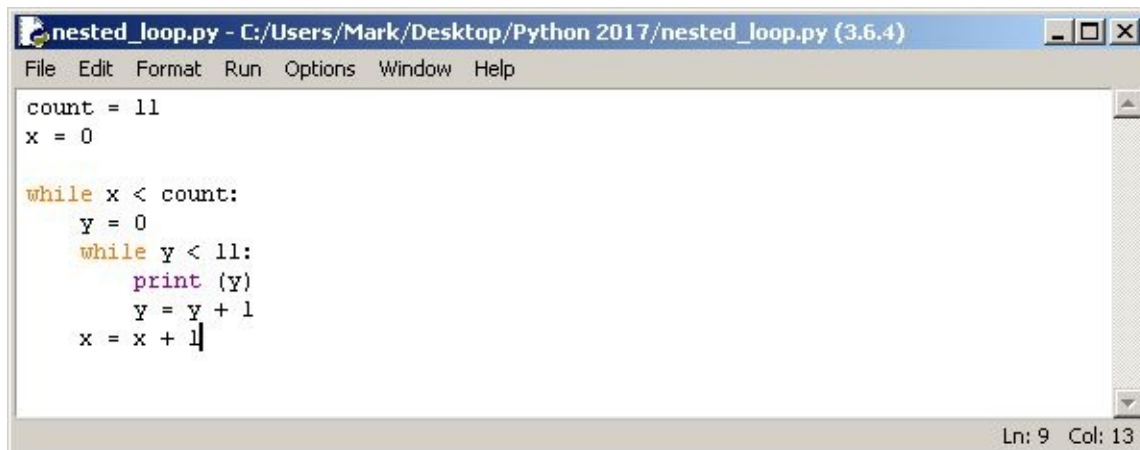 nested_loop.py - C:/Users/Mark/Desktop/Python 2017/nested_loop.py (3.6.4)
File Edit Format Run Options Window Help
count = 11
x = 0
while x < count:
    y = 0
    while y < 11:
        print (y)
        y = y + 1
    x = x + 1
Ln: 9 Col: 13